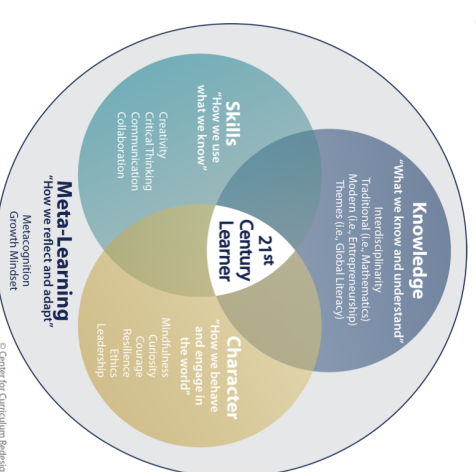 Knowledge
"What we know and understand"
Interdisciplinarity
Traditional (i.e., Mathematics)
Modern (i.e., Entrepreneurship)
Themes (i.e., Global Literacy)
Skills
"How we use
what we know"
Creativity
Critical Thinking
Communication
Collaboration
21st
Century
Learner
Character
"How we behave
and engage in
the world"
Mindfulness
Curiosity
Courage
Resilience
Ethics
Leadership
Meta-Learning
"How we reflect and adapt"
Metacognition
Growth Mindset
© Center for Curriculum Redesig